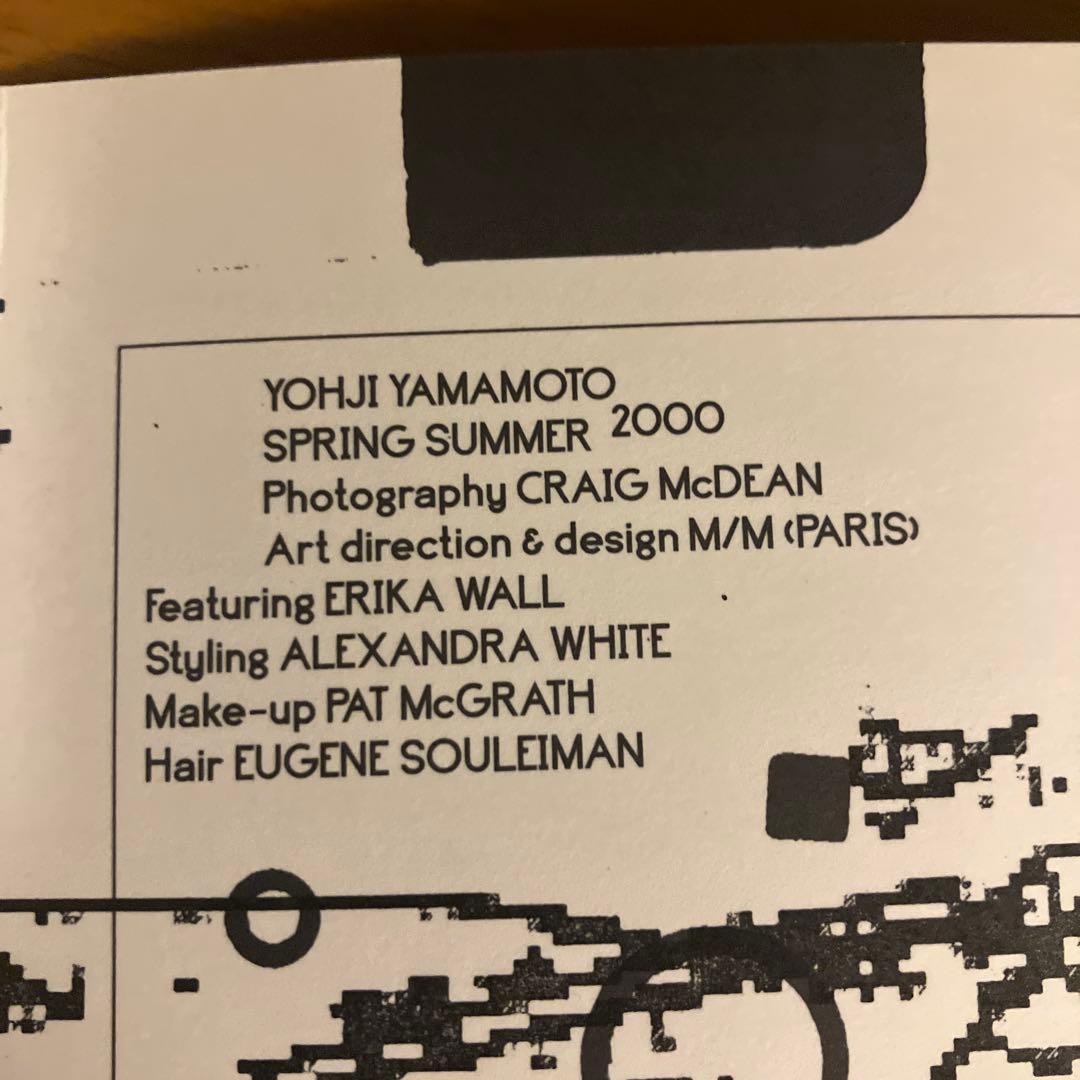 YOHJI YAMAMOTO
SPRING SUMMER 2000
Photography CRAIG McDEAN
Art direction & design M/M (PARIS)
Featuring ERIKA WALL
Styling ALEXANDRA WHITE
Make-up PAT McGRATH
Hair EUGENE SOULEIMAN